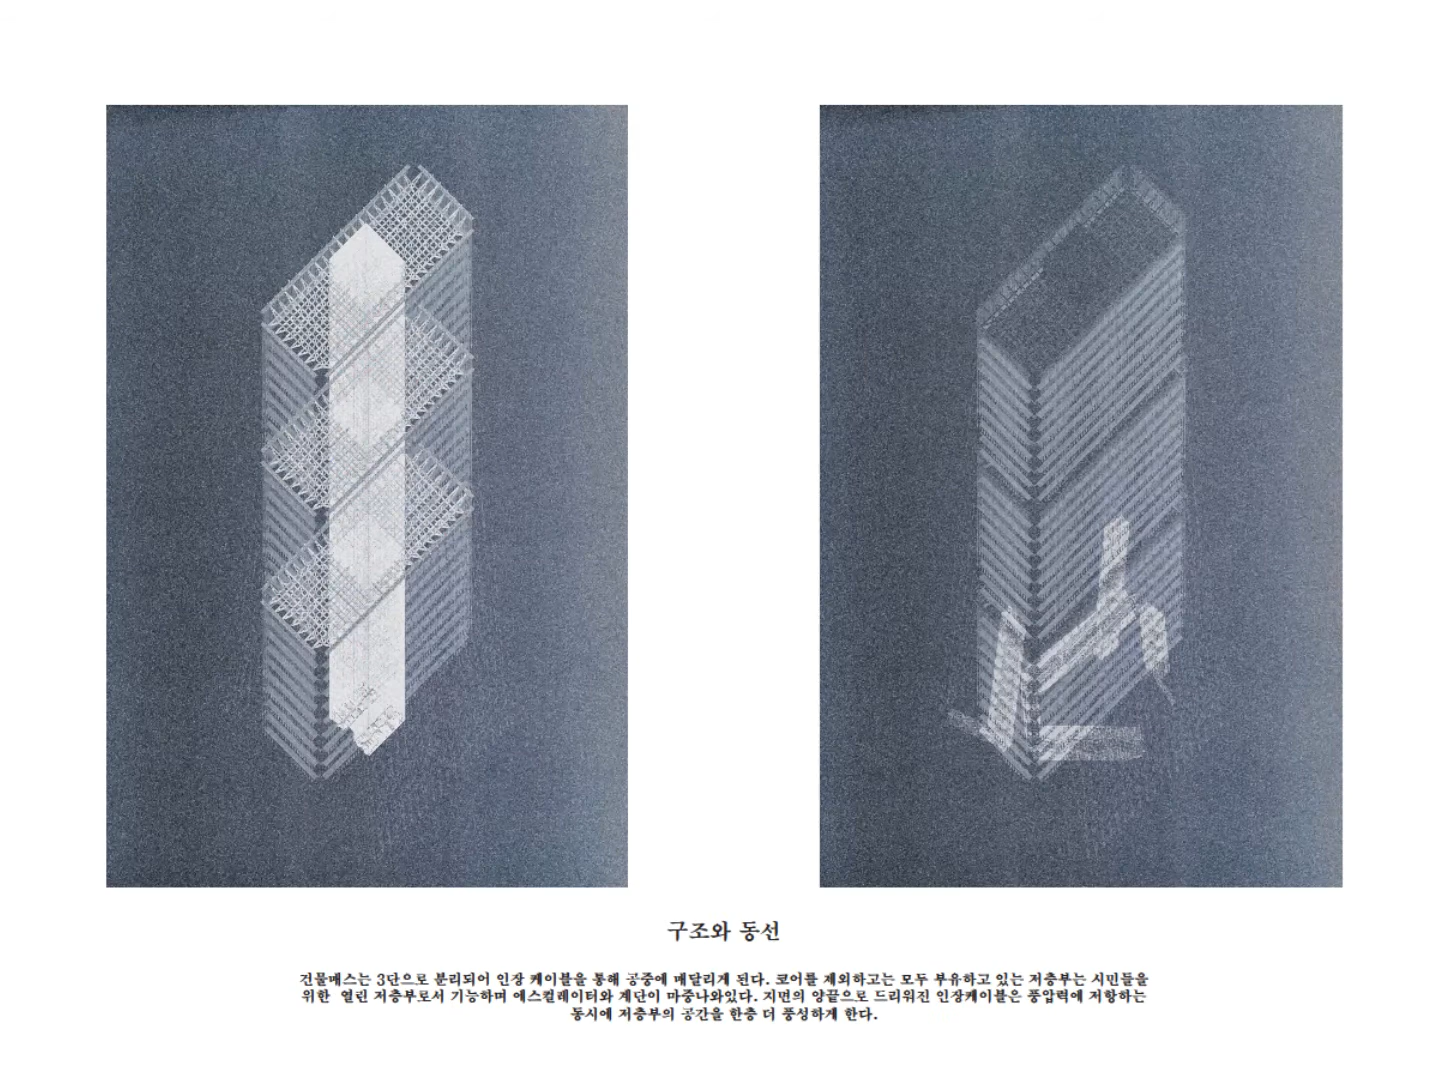 구조와 동선
건물매스는 3단으로 분리되어 인장 케이블을 통해 공중에 매달리게 된다. 코어를 제외하고는 모두 부유하고 있는 저층부는 시민들을
위한 열린 저층부로서 기능하며 에스컬레이터와 계단이 마중나와있다. 지면의 양끝으로 드리워진 인장케이블은 풍압력에 저항하는
동시에 저층부의 공간을 한층 더 풍성하게 한다.